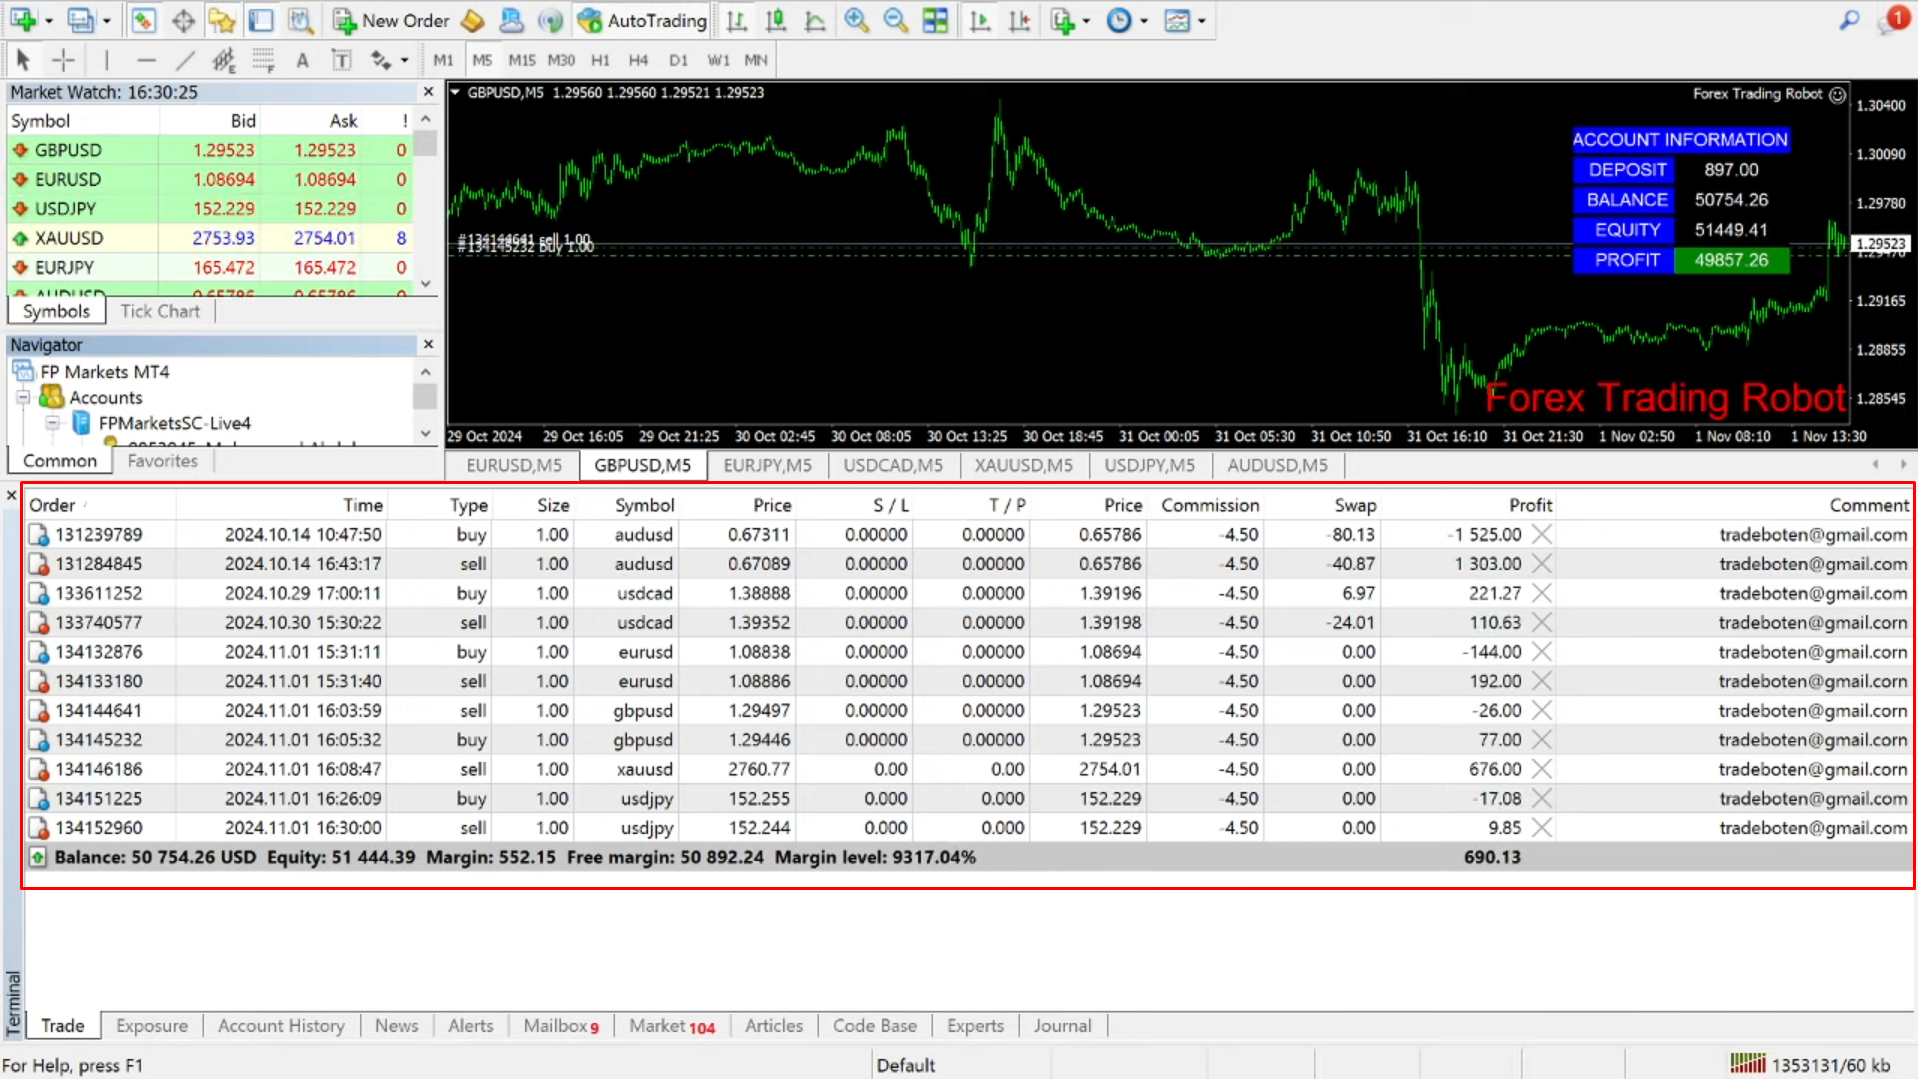 New Order AutoTrading
1
A T M1 M5 M15 M30 H1 H4 D1 W1 MN
Market Watch: 16:30:25
Symbol Bid Ask !
GBPUSD 1.29523 1.29523 0
EURUSD 1.08694 1.08694 0
USDJPY 152.229 152.229 0
XAUUSD 2753.93 2754.01 8
EURJPY 165.472 165.472 0
AUDUSD 0.65786 0.65786 0
Symbols Tick Chart
Navigator
FP Markets MT4
Accounts
FPMarketsSC-Live4
Common Favorites
GBPUSD,M5 1.29560 1.29560 1.29521 1.29523
Forex Trading Robot
ACCOUNT INFORMATION
DEPOSIT 897.00
BALANCE 50754.26
EQUITY 51449.41
PROFIT 49857.26
#134144641 sell 1.00
#134145232 buy 1.00
1.30400
1.30090
1.29780
1.29523
1.29470
1.29165
1.28855
1.28545
Forex Trading Robot
29 Oct 2024 29 Oct 16:05 29 Oct 21:25 30 Oct 02:45 30 Oct 08:05 30 Oct 13:25 30 Oct 18:45 31 Oct 00:05 31 Oct 05:30 31 Oct 10:50 31 Oct 16:10 31 Oct 21:30 1 Nov 02:50 1 Nov 08:10 1 Nov 13:30
EURUSD,M5 GBPUSD,M5 EURJPY,M5 USDCAD,M5 XAUUSD,M5 USDJPY,M5 AUDUSD,M5
Order / Time Type Size Symbol Price S / L T / P Price Commission Swap Profit Comment
131239789 2024.10.14 10:47:50 buy 1.00 audusd 0.67311 0.00000 0.00000 0.65786 -4.50 -80.13 -1 525.00 tradeboten@gmail.com
131284845 2024.10.14 16:43:17 sell 1.00 audusd 0.67089 0.00000 0.00000 0.65786 -4.50 -40.87 1 303.00 tradeboten@gmail.com
133611252 2024.10.29 17:00:11 buy 1.00 usdcad 1.38888 0.00000 0.00000 1.39196 -4.50 6.97 221.27 tradeboten@gmail.com
133740577 2024.10.30 15:30:22 sell 1.00 usdcad 1.39352 0.00000 0.00000 1.39198 -4.50 -24.01 110.63 tradeboten@gmail.corn
134132876 2024.11.01 15:31:11 buy 1.00 eurusd 1.08838 0.00000 0.00000 1.08694 -4.50 0.00 -144.00 tradeboten@gmail.corn
134133180 2024.11.01 15:31:40 sell 1.00 eurusd 1.08886 0.00000 0.00000 1.08694 -4.50 0.00 192.00 tradeboten@gmail.corn
134144641 2024.11.01 16:03:59 sell 1.00 gbpusd 1.29497 0.00000 0.00000 1.29523 -4.50 0.00 -26.00 tradeboten@gmail.corn
134145232 2024.11.01 16:05:32 buy 1.00 gbpusd 1.29446 0.00000 0.00000 1.29523 -4.50 0.00 77.00 tradeboten@gmail.corn
134146186 2024.11.01 16:08:47 sell 1.00 xauusd 2760.77 0.00 0.00 2754.01 -4.50 0.00 676.00 tradeboten@gmail.corn
134151225 2024.11.01 16:26:09 buy 1.00 usdjpy 152.255 0.000 0.000 152.229 -4.50 0.00 -17.08 tradeboten@gmail.com
134152960 2024.11.01 16:30:00 sell 1.00 usdjpy 152.244 0.000 0.000 152.229 -4.50 0.00 9.85 tradeboten@gmail.com
Balance: 50 754.26 USD Equity: 51 444.39 Margin: 552.15 Free margin: 50 892.24 Margin level: 9317.04% 690.13
Terminal
Trade Exposure Account History News Alerts Mailbox 9 Market 104 Articles Code Base Experts Journal
For Help, press F1 Default 1353131/60 kb